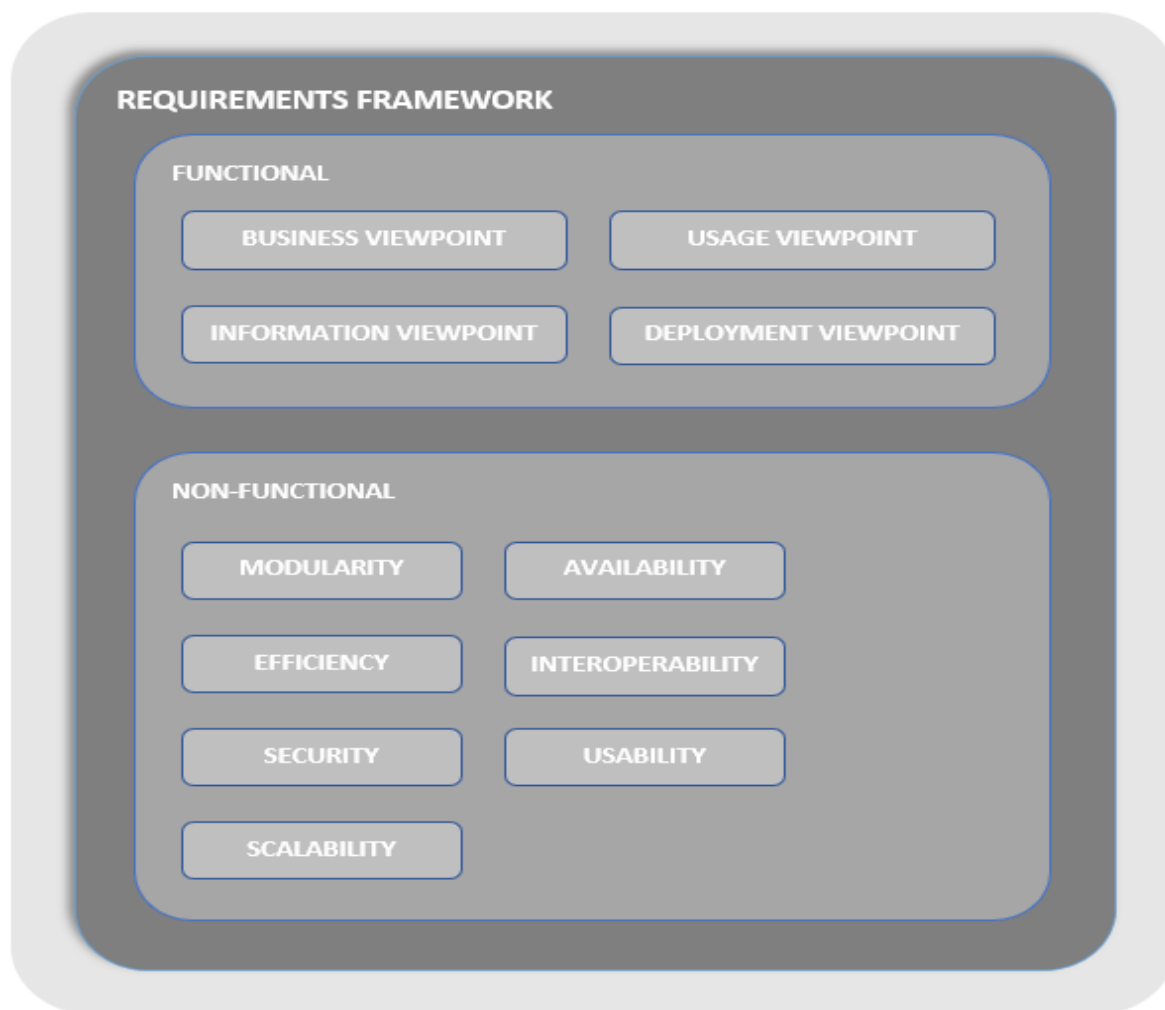 REQUIREMENTS FRAMEWORK
FUNCTIONAL
BUSINESS VIEWPOINT
USAGE VIEWPOINT
INFORMATION VIEWPOINT
DEPLOYMENT VIEWPOINT
NON-FUNCTIONAL
MODULARITY
AVAILABILITY
EFFICIENCY
INTEROPERABILITY
SECURITY
USABILITY
SCALABILITY